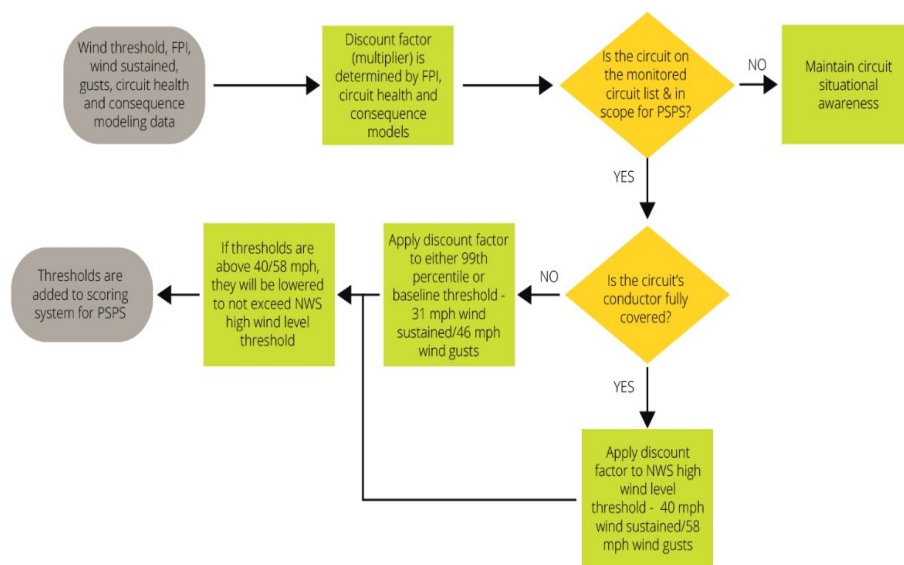 Wind threshold, FPI,
wind sustained,
gusts, circuit health
and consequence
modeling data
Discount factor
(multiplier) is
determined by FPI,
circuit health and
consequence
models
Is the circuit on
the monitored
circuit list & in
scope for PSPS?
NO
Maintain circuit
situational
awareness
YES
Is the circuit's
conductor fully
covered?
NO
Apply discount factor
to either 99th
percentile or
baseline threshold -
31 mph wind
sustained/46 mph
wind gusts
If thresholds are
above 40/58 mph,
they will be lowered
to not exceed NWS
high wind level
threshold
Thresholds are
added to scoring
system for PSPS
YES
Apply discount
factor to NWS high
wind level
threshold - 40 mph
wind sustained/58
mph wind gusts